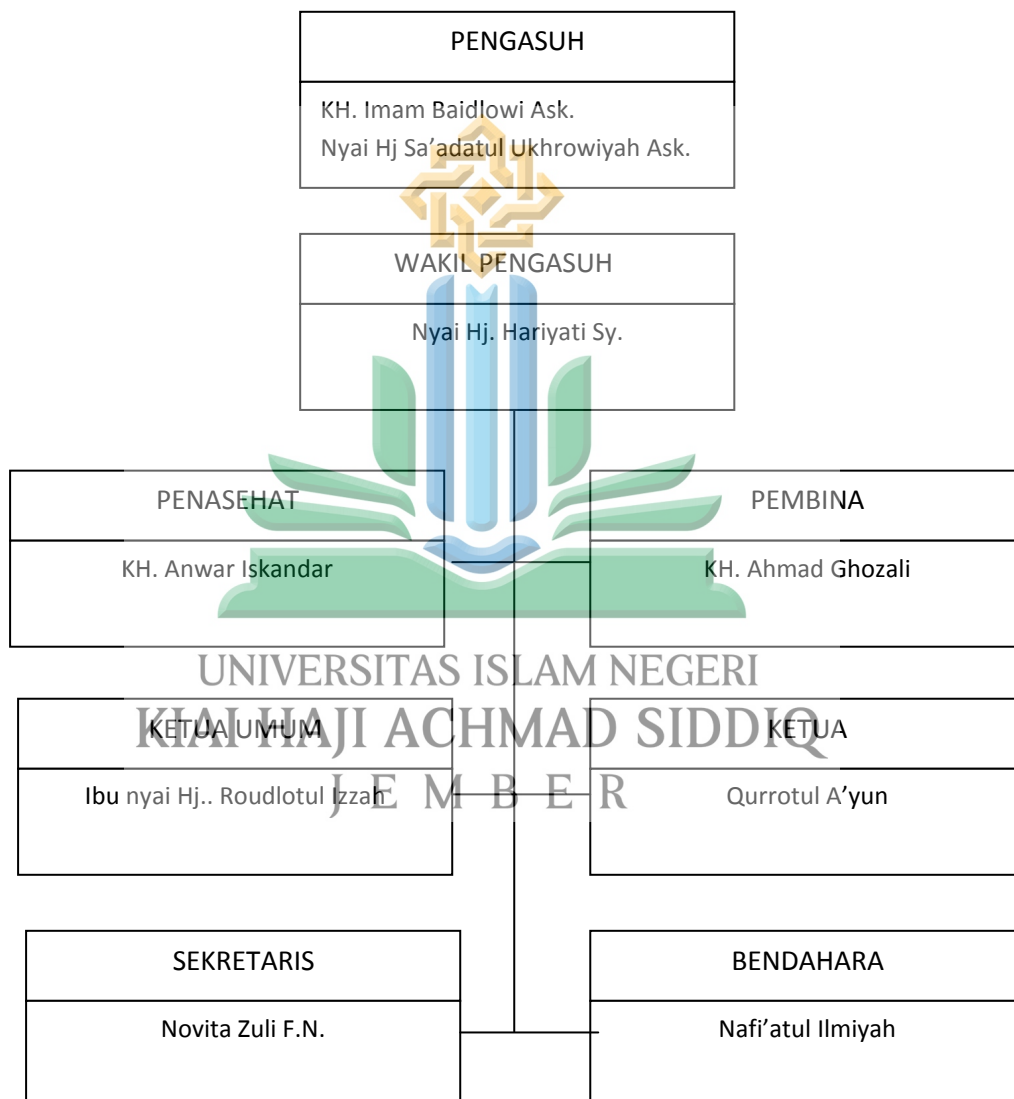 PENGASUH
KH. Imam Baidlowi Ask.
Nyai Hj Sa’adatul Ukhrowiyah Ask.
WAKIL PENGASUH
Nyai Hj. Hariyati Sy.
PENASEHAT
KH. Anwar Iskandar
PEMBINA
KH. Ahmad Ghozali
UNIVERSITAS ISLAM NEGERI
KIAI HAJI ACHMAD SIDDIQ
J E M B E R
KETUA UMUM
Ibu nyai Hj.. Roudlotul Izzah
KETUA
Qurrotul A’yun
SEKRETARIS
Novita Zuli F.N.
BENDAHARA
Nafi’atul Ilmiyah